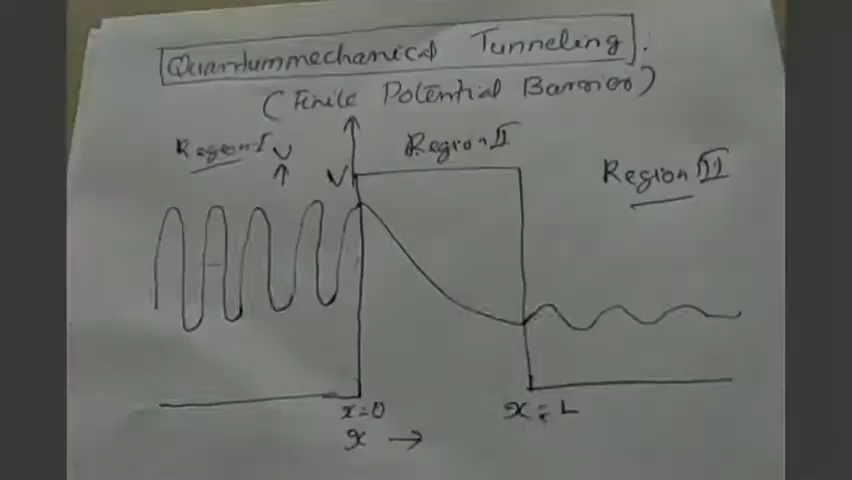 Quantummechanical Tunneling.
(Finite Potential Barrier)
Region I
V
↑
Region II
Region III
V
x=0
x = L
x →